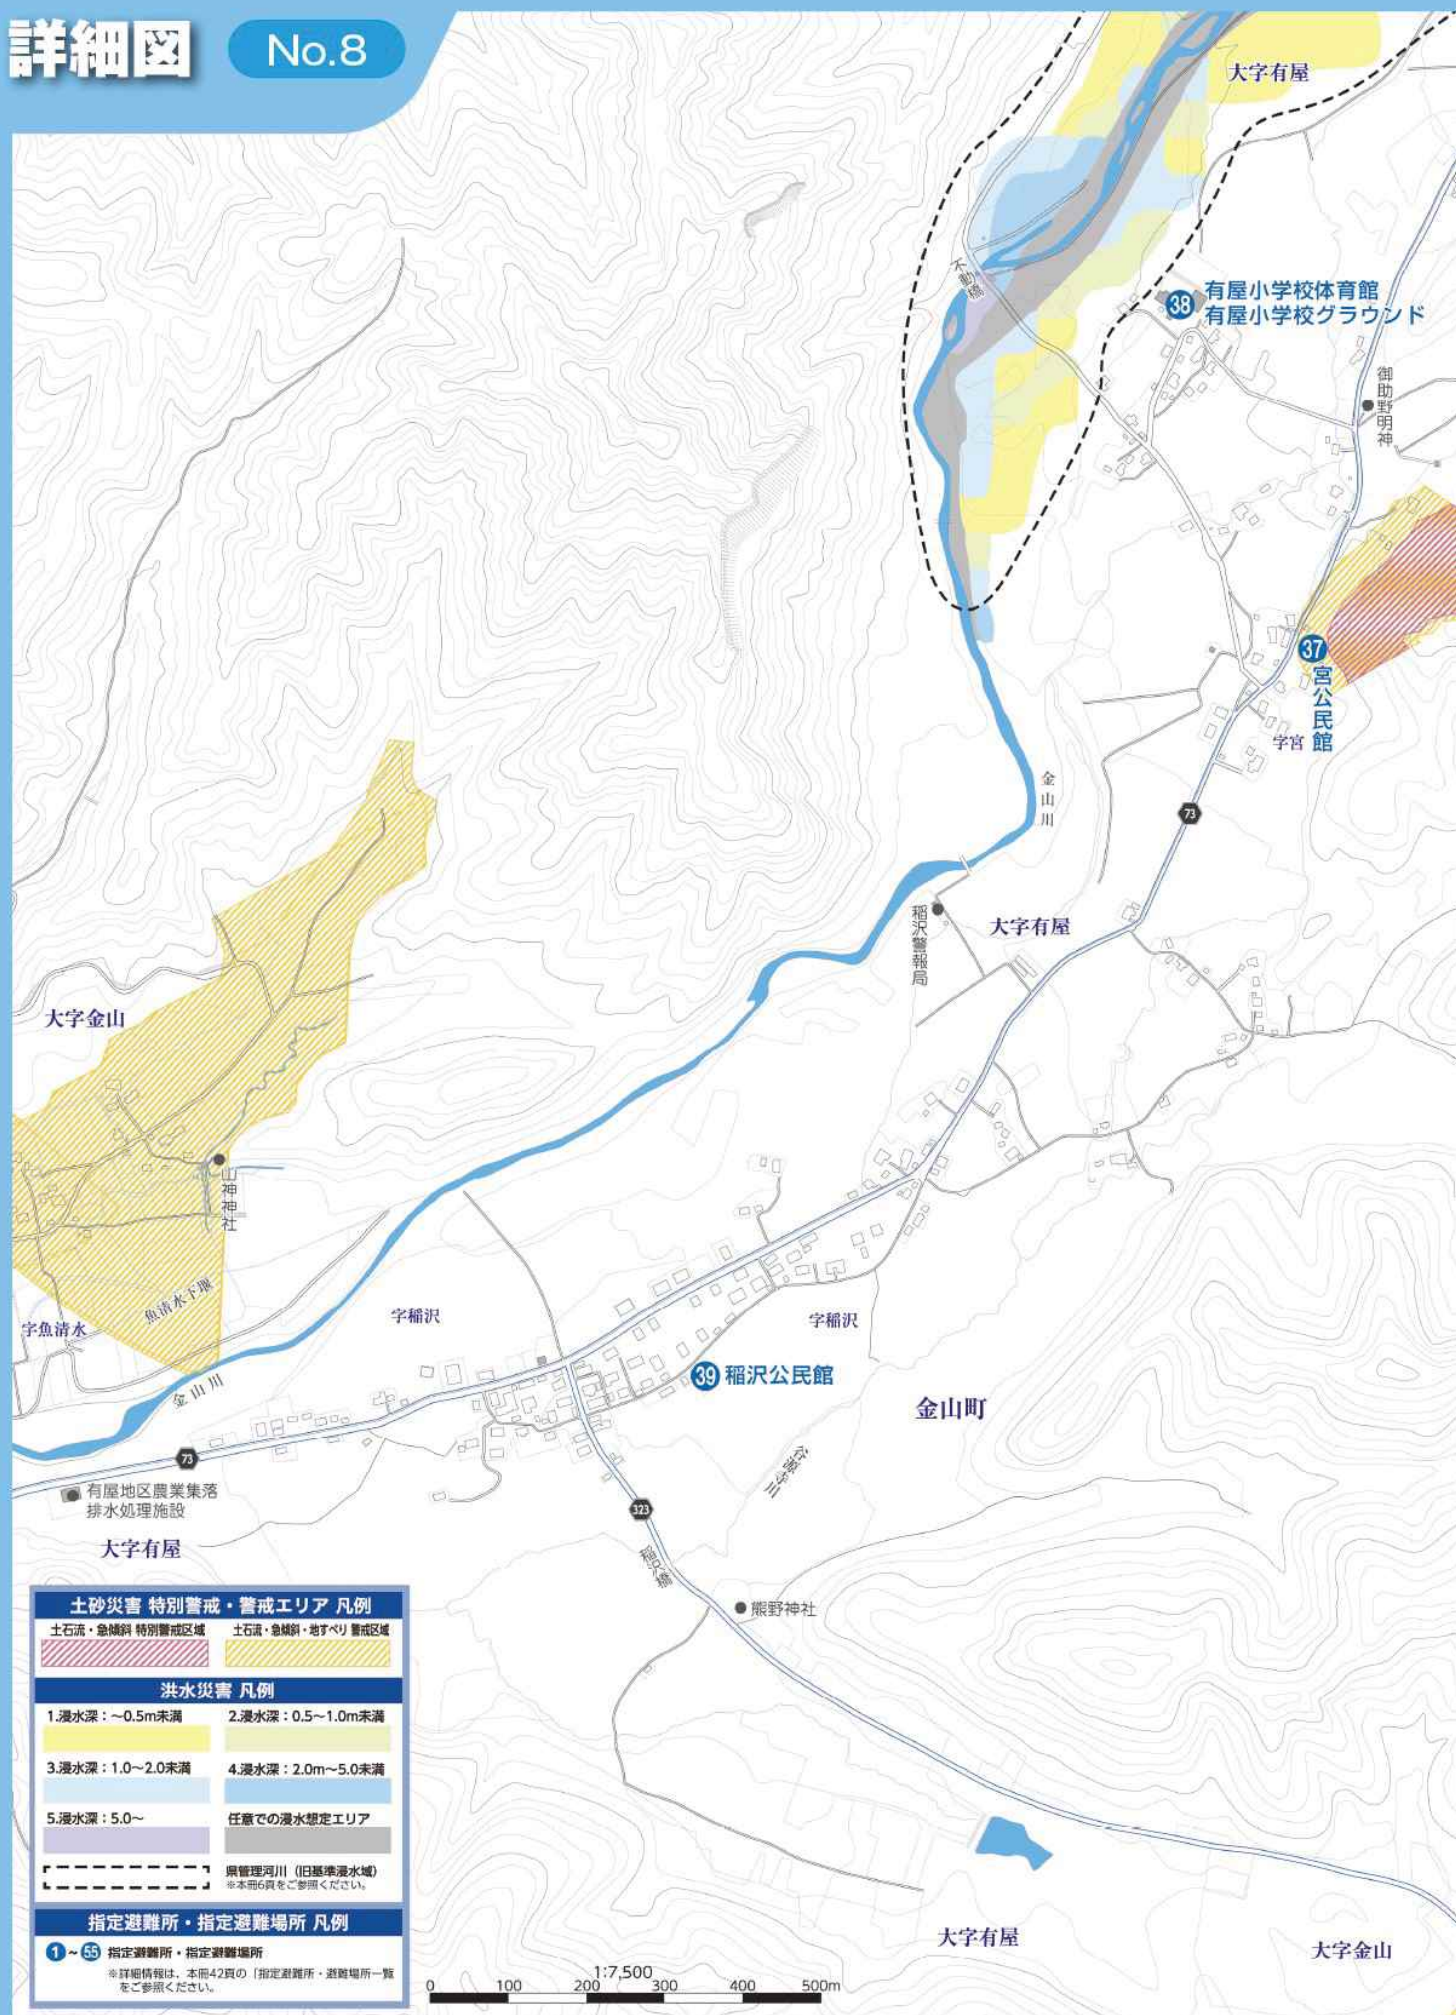 詳細図
No.8
大字有屋
不動橋
38
有屋小学校体育館
有屋小学校グラウンド
御助野明神
37
宮公民館
字宮
金山川
73
稲沢警報局
大字有屋
大字金山
山神神社
魚清水下堰
字魚清水
字稲沢
字稲沢
39 稲沢公民館
金山町
金山川
谷源寺川
73
有屋地区農業集落
排水処理施設
323
大字有屋
稲沢橋
熊野神社
土砂災害 特別警戒・警戒エリア 凡例
土石流・急傾斜 特別警戒区域
土石流・急傾斜・地すべり 警戒区域
洪水災害 凡例
1.浸水深：～0.5m未満
2.浸水深：0.5～1.0m未満
3.浸水深：1.0～2.0未満
4.浸水深：2.0m～5.0未満
5.浸水深：5.0～
任意での浸水想定エリア
県管理河川（旧基準浸水域）
※本冊6頁をご参照ください。
指定避難所・指定避難場所 凡例
1～55 指定避難所・指定避難場所
※詳細情報は、本冊42頁の「指定避難所・避難場所一覧
をご参照ください。
大字有屋
大字金山
1:7,500
0 100 200 300 400 500m